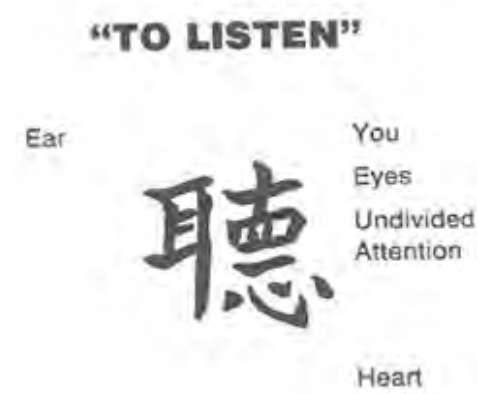 “TO LISTEN”
Ear
You
Eyes
聽
Undivided
Attention
Heart